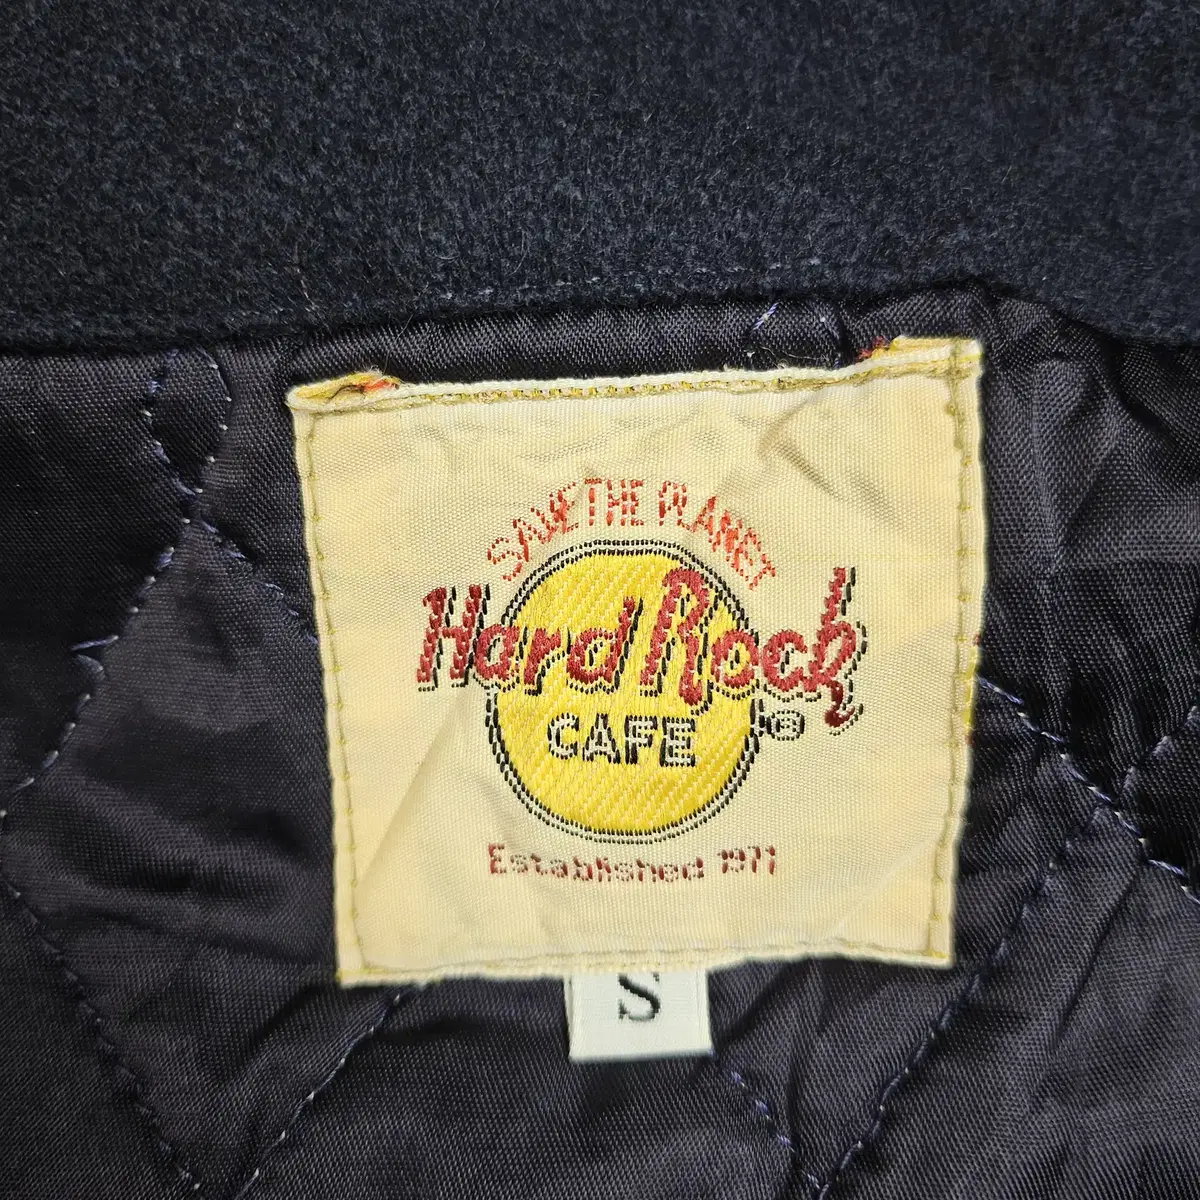 SAVE THE PLANET
Hard Rock
CAFE ®
Established 1971
S